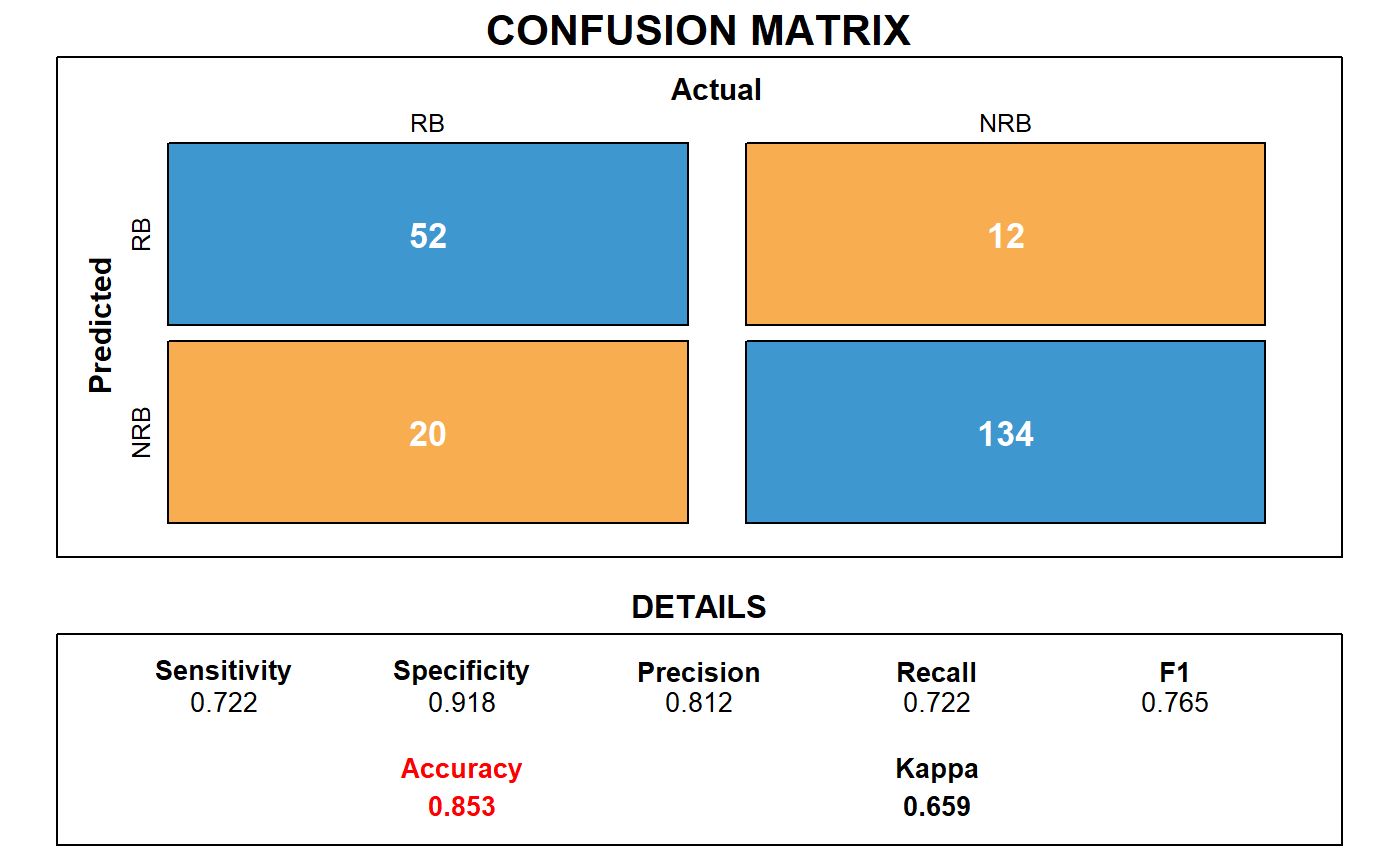 CONFUSION MATRIX
Actual
RB NRB
Predicted
RB 52 12
NRB 20 134
DETAILS
Sensitivity Specificity Precision Recall F1
0.722 0.918 0.812 0.722 0.765
Accuracy Kappa
0.853 0.659